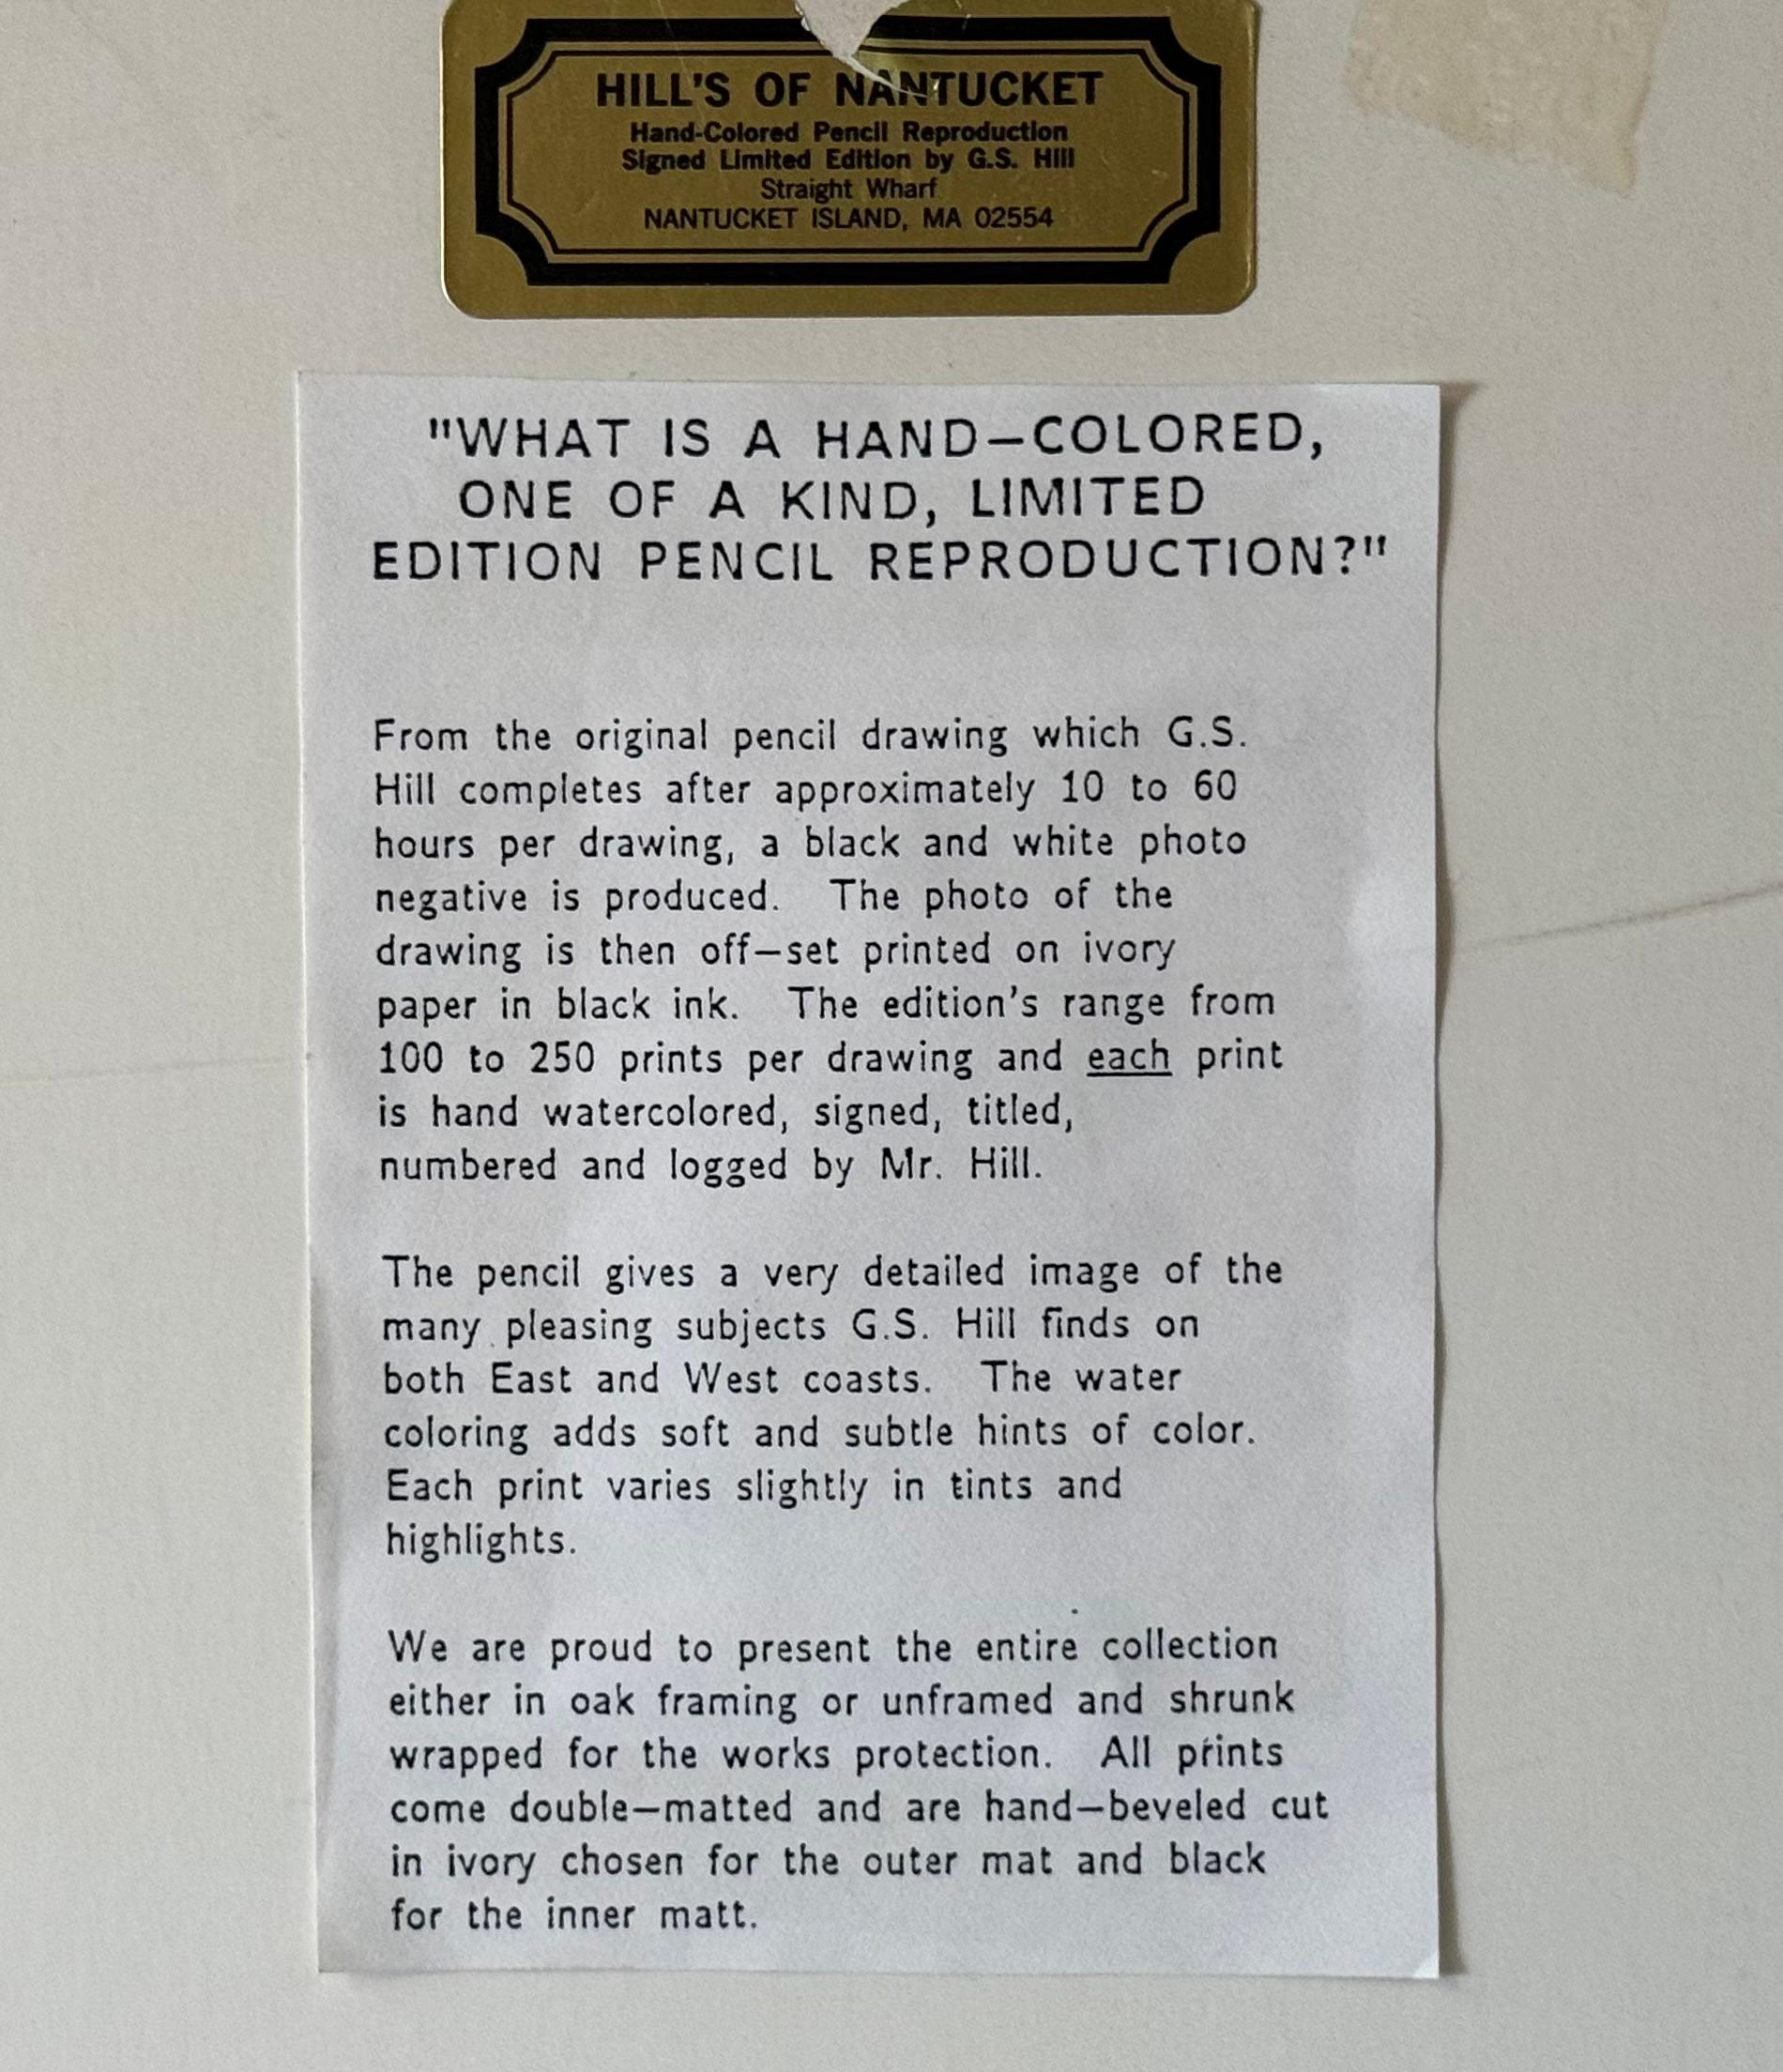 HILL'S OF NANTUCKET
Hand-Colored Pencil Reproduction
Signed Limited Edition by G.S. Hill
Straight Wharf
NANTUCKET ISLAND, MA 02554
"WHAT IS A HAND–COLORED,
ONE OF A KIND, LIMITED
EDITION PENCIL REPRODUCTION?"
From the original pencil drawing which G.S.
Hill completes after approximately 10 to 60
hours per drawing, a black and white photo
negative is produced.  The photo of the
drawing is then off–set printed on ivory
paper in black ink.  The edition's range from
100 to 250 prints per drawing and each print
is hand watercolored, signed, titled,
numbered and logged by Mr. Hill.
The pencil gives a very detailed image of the
many pleasing subjects G.S. Hill finds on
both East and West coasts.  The water
coloring adds soft and subtle hints of color.
Each print varies slightly in tints and
highlights.
We are proud to present the entire collection
either in oak framing or unframed and shrunk
wrapped for the works protection.  All prints
come double–matted and are hand–beveled cut
in ivory chosen for the outer mat and black
for the inner matt.